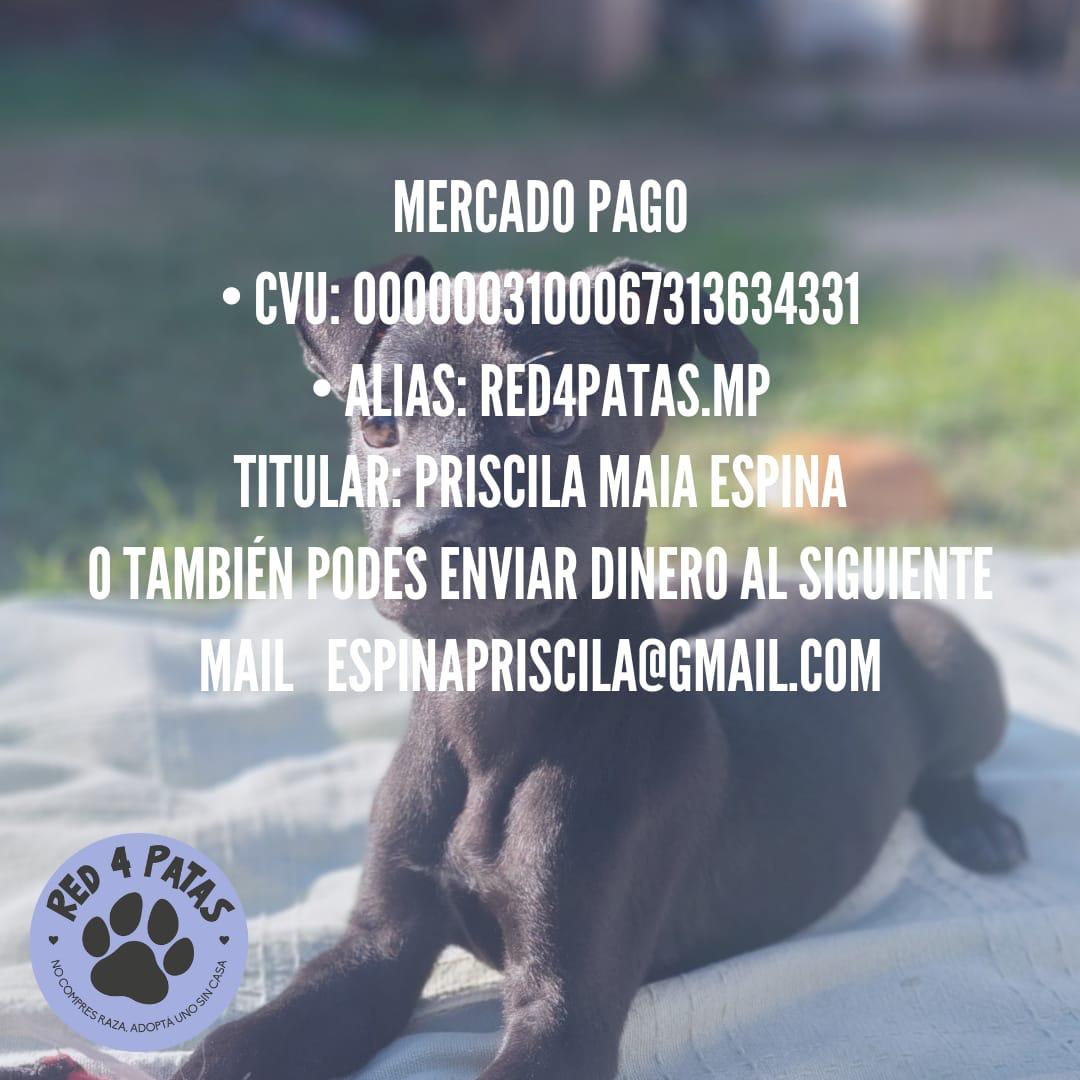 MERCADO PAGO
• CVU: 0000003100067313634331
• ALIAS: RED4PATAS.MP
TITULAR: PRISCILA MAIA ESPINA
O TAMBIÉN PODES ENVIAR DINERO AL SIGUIENTE
MAIL ESPINAPRISCILA@GMAIL.COM
RED 4 PATAS
NO COMPRES RAZA, ADOPTÁ UNO SIN CASA